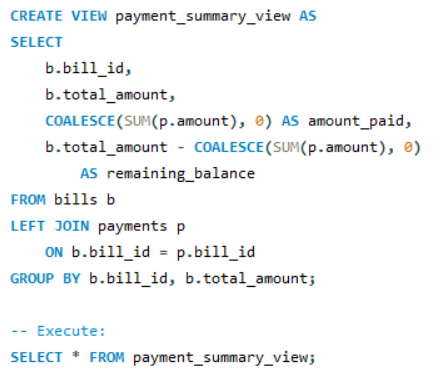 CREATE VIEW payment_summary_view AS
SELECT
    b.bill_id,
    b.total_amount,
    COALESCE(SUM(p.amount), 0) AS amount_paid,
    b.total_amount - COALESCE(SUM(p.amount), 0)
        AS remaining_balance
FROM bills b
LEFT JOIN payments p
    ON b.bill_id = p.bill_id
GROUP BY b.bill_id, b.total_amount;

-- Execute:
SELECT * FROM payment_summary_view;